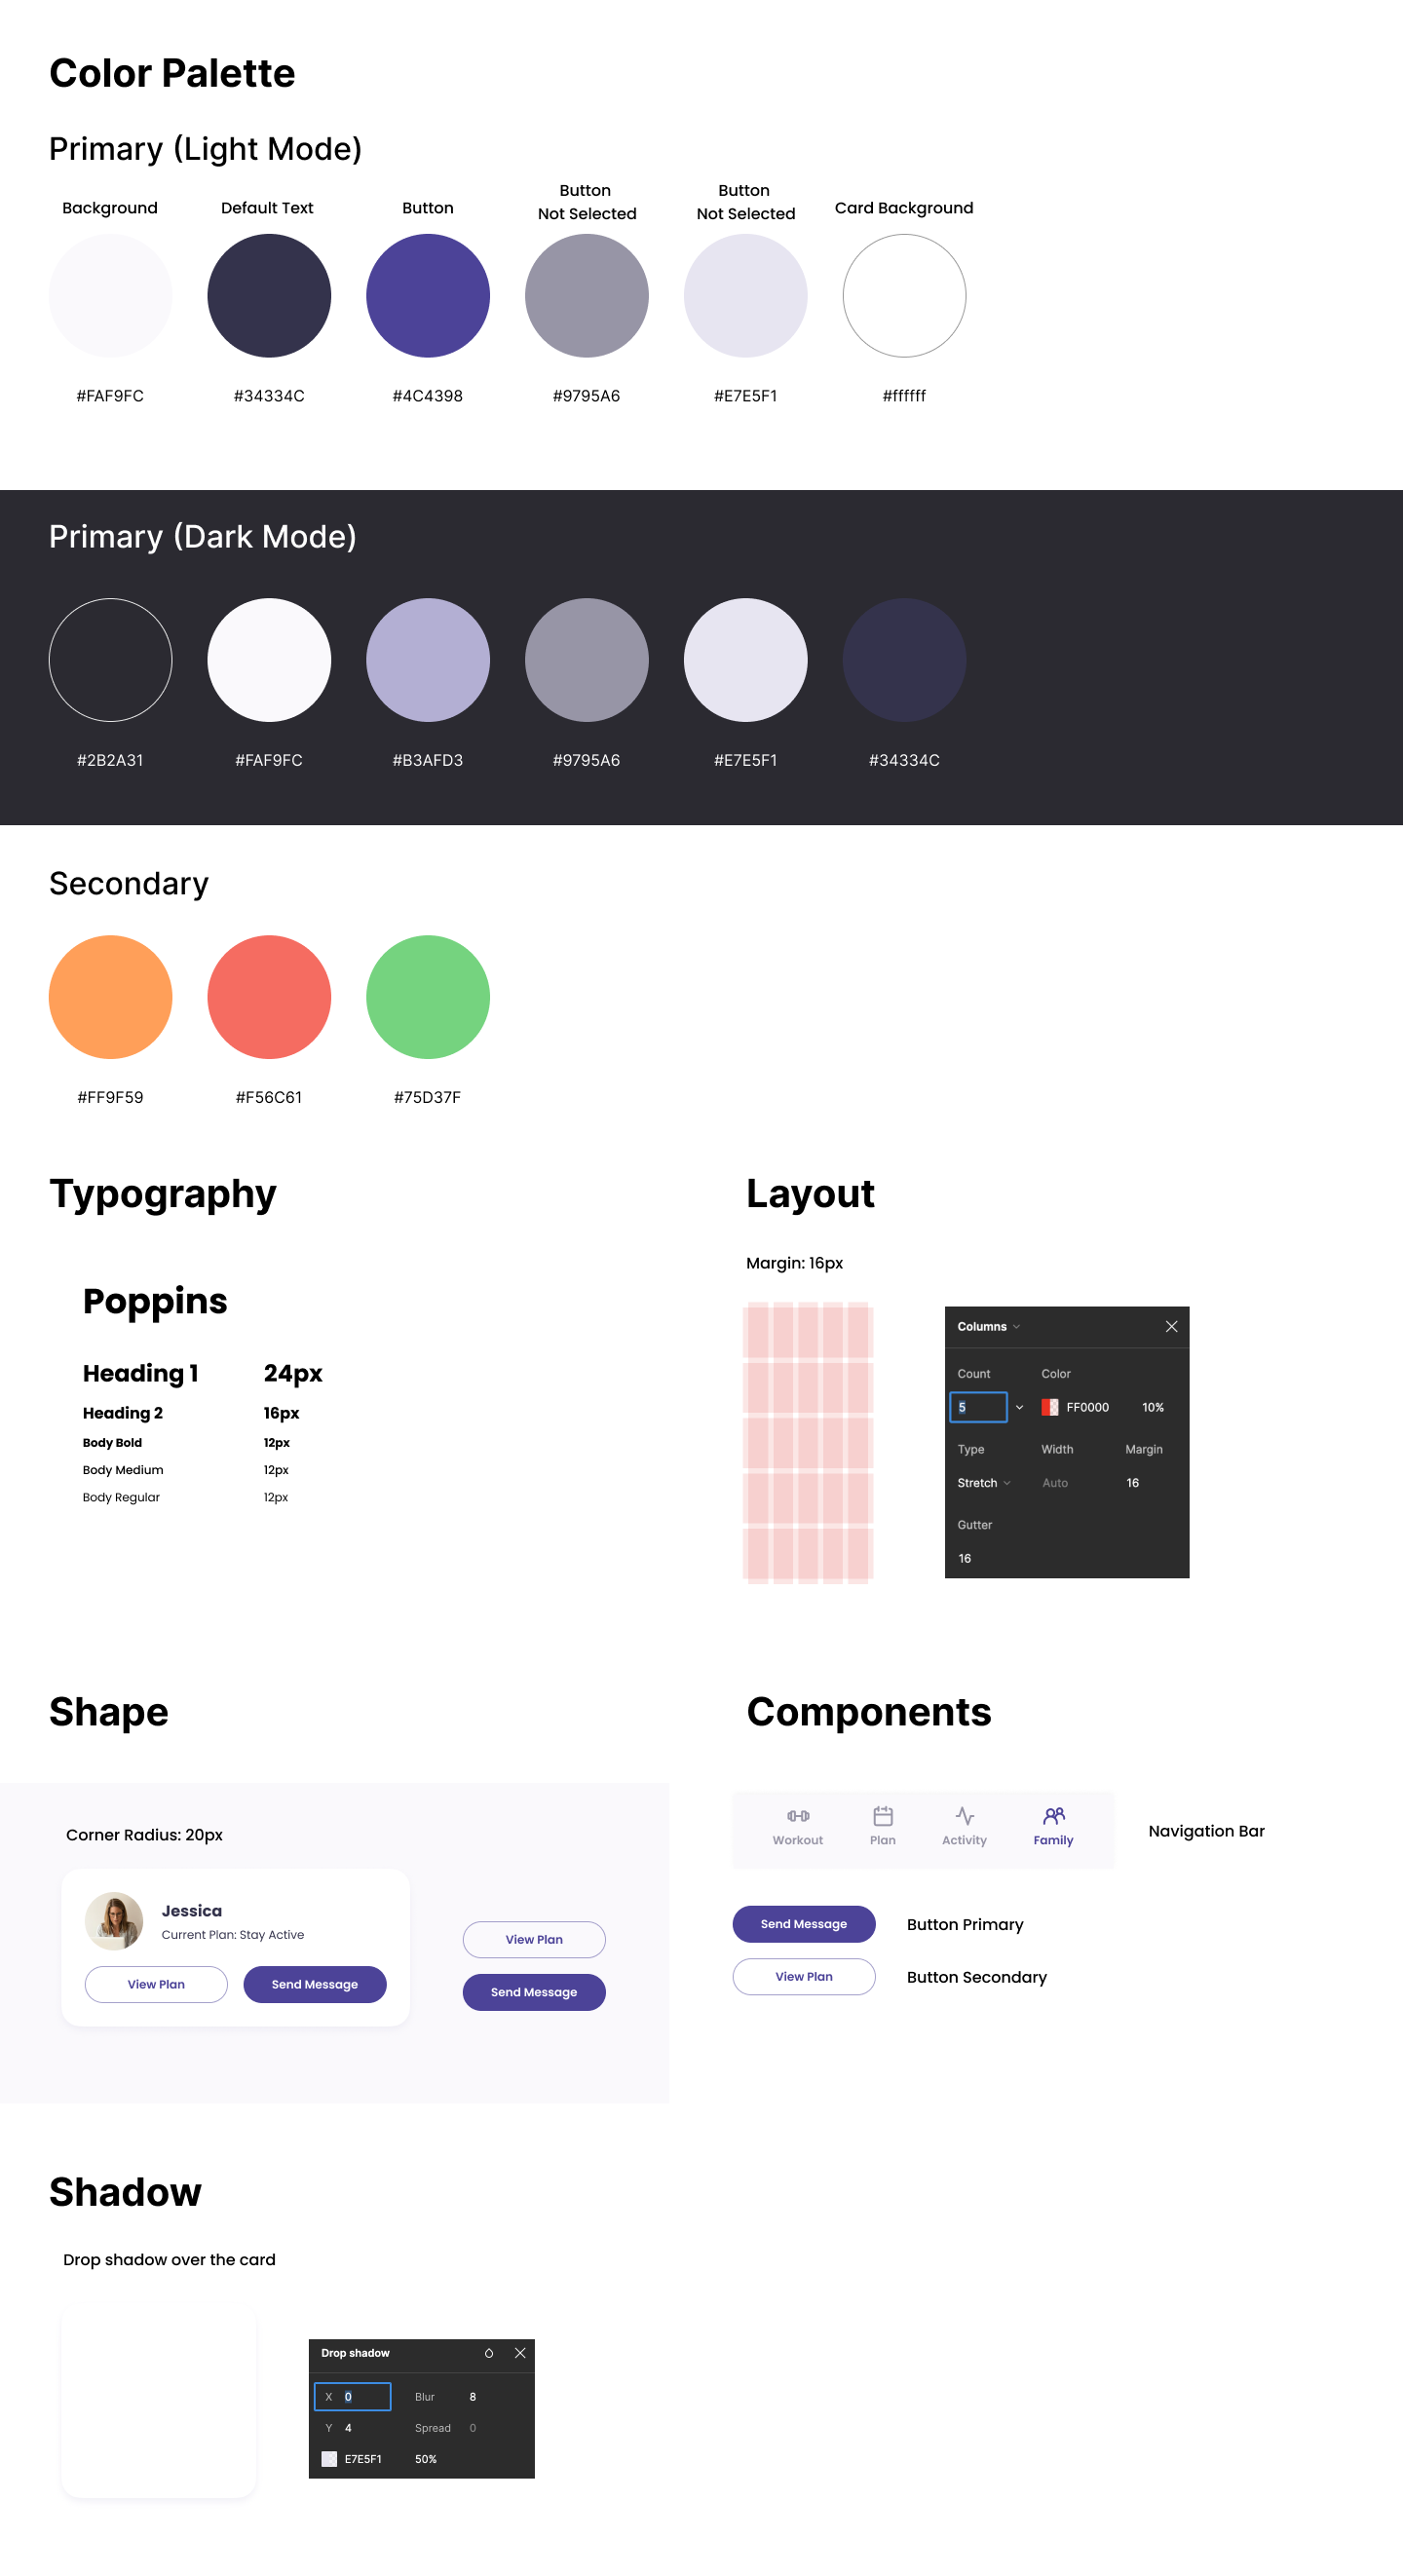 Color Palette
Primary (Light Mode)
Background
Default Text
Button
Button
Not Selected
Button
Not Selected
Card Background
#FAF9FC
#34334C
#4C4398
#9795A6
#E7E5F1
#ffffff
Primary (Dark Mode)
#2B2A31
#FAF9FC
#B3AFD3
#9795A6
#E7E5F1
#34334C
Secondary
#FF9F59
#F56C61
#75D37F
Typography
Poppins
Heading 1 24px
Heading 2 16px
Body Bold 12px
Body Medium 12px
Body Regular 12px
Layout
Margin: 16px
Columns
Count Color
5 FF0000 10%
Type Width Margin
Stretch Auto 16
Gutter
16
Shape
Corner Radius: 20px
Jessica
Current Plan: Stay Active
View Plan
Send Message
View Plan
Send Message
Components
Workout
Plan
Activity
Family
Navigation Bar
Send Message
Button Primary
View Plan
Button Secondary
Shadow
Drop shadow over the card
Drop shadow
X 0 Blur 8
Y 4 Spread 0
E7E5F1 50%